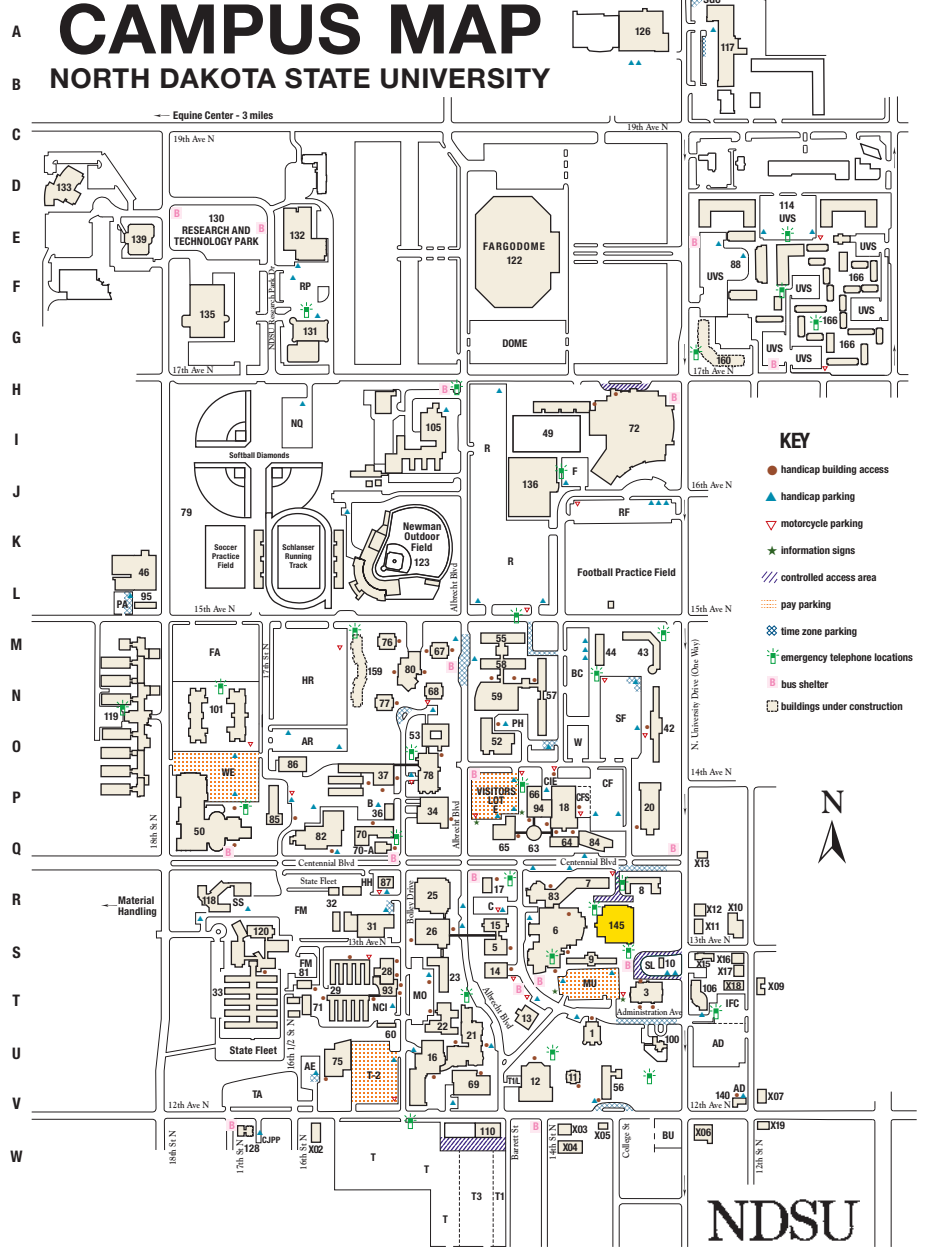 CAMPUS MAP
NORTH DAKOTA STATE UNIVERSITY
A
126
117
B
Equine Center - 3 miles
C
19th Ave N
19th Ave N
D
133
114
UVS
B
130
RESEARCH AND
TECHNOLOGY PARK
B
132
E
139
FARGODOME
122
B
88
UVS
166
F
RP
UVS
UVS
135
NDSU Research Park Dr
131
166
UVS
G
DOME
166
UVS
UVS
160
17th Ave N
17th Ave N
B
H
B
B
NQ
105
72
I
R
49
KEY
Softball Diamonds
handicap building access
F
136
16th Ave N
J
handicap parking
79
RF
motorcycle parking
K
Newman
Outdoor
Field
123
information signs
Soccer
Practice
Field
Schlanser
Running
Track
R
46
Football Practice Field
controlled access area
L
95
PA
Albrecht Blvd
15th Ave N
15th Ave N
pay parking
time zone parking
M
FA
76
67
55
44
43
emergency telephone locations
17th St N
HR
159
80
B
58
BC
bus shelter
N
101
77
68
59
57
SF
buildings under construction
119
N. University Drive (One Way)
53
PH
42
O
AR
52
W
86
WE
37
78
B
CIE
CF
14th Ave N
P
VISITORS
LOT
E
66
CFS
B
36
34
94
18
20
N
85
18th St N
50
82
70
Albrecht Blvd
65
63
64
84
Q
B
70-A
B
B
X13
Centennial Blvd
Centennial Blvd
State Fleet
HH
87
B
17
7
8
R
Material
Handling
118
SS
FM
32
25
Bolley Drive
C
83
X12
X10
31
26
15
6
145
X11
120
13th Ave N
5
13th Ave N
S
FM
81
28
23
14
B
9
B
SL
10
X15
X16
X17
T
33
29
93
MO
B
MU
3
106
X18
X09
71
NCI
B
IFC
Albrecht Blvd
13
Administration Ave
60
22
21
1
100
U
State Fleet
16th 1/2 St N
75
16
AD
AE
T-2
69
12
11
56
V
TA
AD
140
X07
12th Ave N
12th Ave N
B
110
B
X03
X05
X06
X19
128
CJPP
X02
X04
BU
W
18th St N
17th St N
16th St N
T
T
Barrett St
14th St N
College St
12th St N
T3
T1
T
NDSU